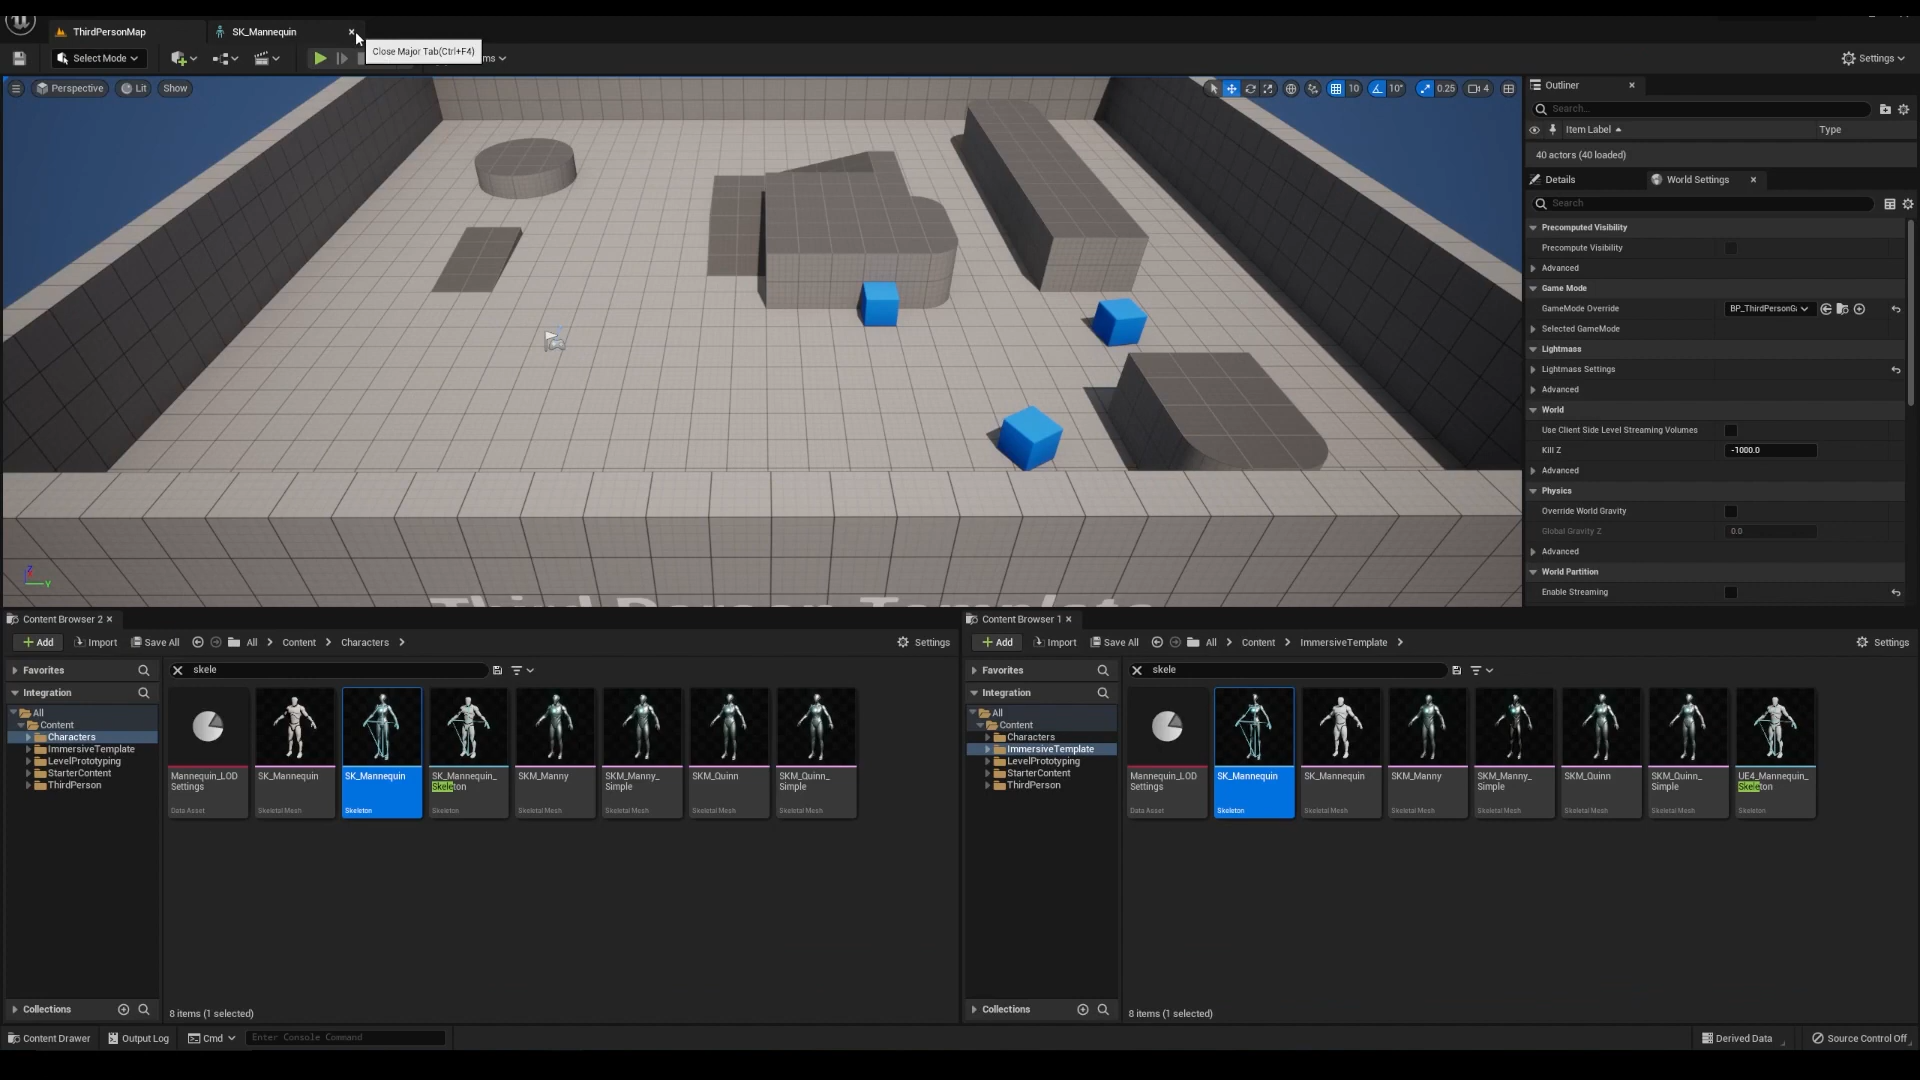 ThirdPersonMap
SK_Mannequin
Close Major Tab(Ctrl+F4)
Select Mode
ms
Settings
Perspective
Lit
Show
10
10°
0.25
4
Outliner
Search...
Item Label
Type
40 actors (40 loaded)
Details
World Settings
Search
Precomputed Visibility
Precompute Visibility
Advanced
Game Mode
GameMode Override
BP_ThirdPersonGa
Selected GameMode
Lightmass
Lightmass Settings
Advanced
World
Use Client Side Level Streaming Volumes
Kill Z
-1000.0
Advanced
Physics
Override World Gravity
Global Gravity Z
0.0
Advanced
World Partition
Enable Streaming
Z
Y
Third Person Template
Content Browser 2
Add
Import
Save All
All
Content
Characters
Settings
Favorites
skele
Integration
All
Content
Characters
ImmersiveTemplate
LevelPrototyping
StarterContent
ThirdPerson
Mannequin_LOD
Settings
Data Asset
SK_Mannequin
Skeletal Mesh
SK_Mannequin
Skeleton
SK_Mannequin_
Skeleton
Skeleton
SKM_Manny
Skeletal Mesh
SKM_Manny_
Simple
Skeletal Mesh
SKM_Quinn
Skeletal Mesh
SKM_Quinn_
Simple
Skeletal Mesh
Collections
8 items (1 selected)
Content Browser 1
Add
Import
Save All
All
Content
ImmersiveTemplate
Settings
Favorites
skele
Integration
All
Content
Characters
ImmersiveTemplate
LevelPrototyping
StarterContent
ThirdPerson
Mannequin_LOD
Settings
Data Asset
SK_Mannequin
Skeleton
SK_Mannequin
Skeletal Mesh
SKM_Manny
Skeletal Mesh
SKM_Manny_
Simple
Skeletal Mesh
SKM_Quinn
Skeletal Mesh
SKM_Quinn_
Simple
Skeletal Mesh
UE4_Mannequin_
Skeleton
Skeleton
Collections
8 items (1 selected)
Content Drawer
Output Log
Cmd
Enter Console Command
Derived Data
Source Control Off